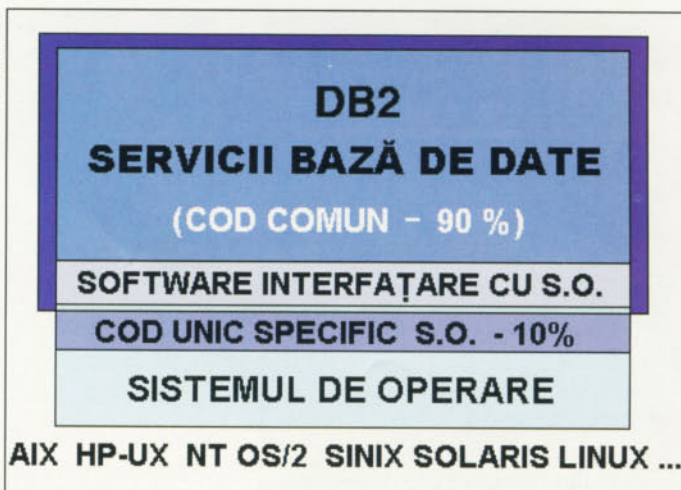 DB2
SERVICII BAZĂ DE DATE
(COD COMUN - 90 %)
SOFTWARE INTERFAȚARE CU S.O.
COD UNIC SPECIFIC S.O. - 10%
SISTEMUL DE OPERARE
AIX HP-UX NT OS/2 SINIX SOLARIS LINUX ...